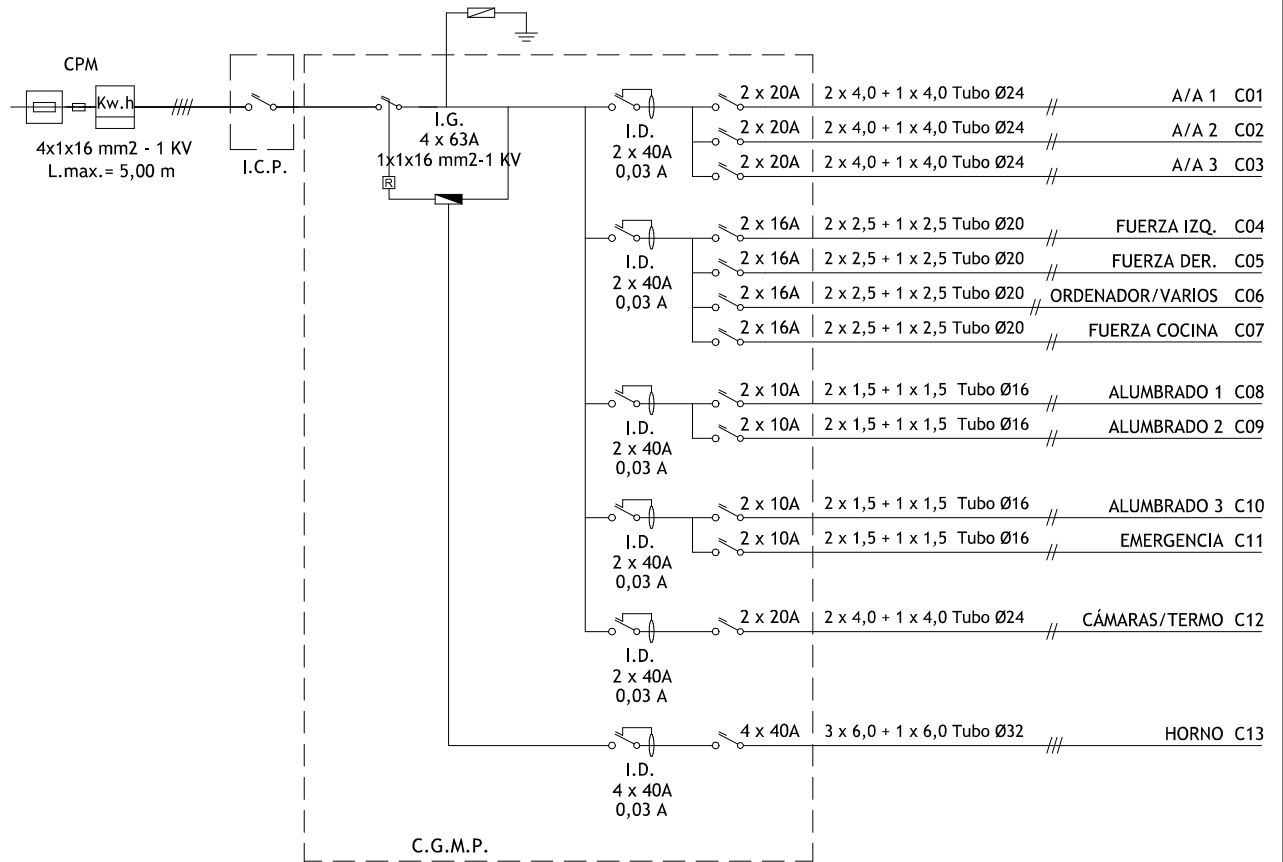 CPM
Kw.h
4x1x16 mm2 - 1 KV
L.max.= 5,00 m
I.C.P.
I.G.
4 x 63A
1x1x16 mm2-1 KV
R
I.D.
2 x 40A
0,03 A
2 x 20A 2 x 4,0 + 1 x 4,0 Tubo Ø24 A/A 1 C01
2 x 20A 2 x 4,0 + 1 x 4,0 Tubo Ø24 A/A 2 C02
2 x 20A 2 x 4,0 + 1 x 4,0 Tubo Ø24 A/A 3 C03
I.D.
2 x 40A
0,03 A
2 x 16A 2 x 2,5 + 1 x 2,5 Tubo Ø20 FUERZA IZQ. C04
2 x 16A 2 x 2,5 + 1 x 2,5 Tubo Ø20 FUERZA DER. C05
2 x 16A 2 x 2,5 + 1 x 2,5 Tubo Ø20 ORDENADOR/VARIOS C06
2 x 16A 2 x 2,5 + 1 x 2,5 Tubo Ø20 FUERZA COCINA C07
I.D.
2 x 40A
0,03 A
2 x 10A 2 x 1,5 + 1 x 1,5 Tubo Ø16 ALUMBRADO 1 C08
2 x 10A 2 x 1,5 + 1 x 1,5 Tubo Ø16 ALUMBRADO 2 C09
I.D.
2 x 40A
0,03 A
2 x 10A 2 x 1,5 + 1 x 1,5 Tubo Ø16 ALUMBRADO 3 C10
2 x 10A 2 x 1,5 + 1 x 1,5 Tubo Ø16 EMERGENCIA C11
I.D.
2 x 40A
0,03 A
2 x 20A 2 x 4,0 + 1 x 4,0 Tubo Ø24 CÁMARAS/TERMO C12
I.D.
4 x 40A
0,03 A
4 x 40A 3 x 6,0 + 1 x 6,0 Tubo Ø32 HORNO C13
C.G.M.P.